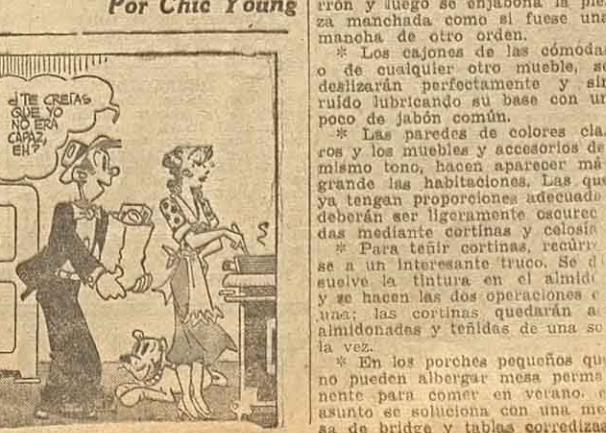 Por Chic Young
¿TE CREÍAS
QUE YO
NO ERA
CAPAZ,
EH?
rrón y luego se enjabona la pie
za manchada como si fuese una
mancha de otro orden.
* Los cajones de las cómoda
o de cualquier otro mueble, se
deslizarán perfectamente y sin
ruido lubricando su base con un
poco de jabón común.
* Las paredes de colores cla
ros y los muebles y accesorios de
mismo tono, hacen aparecer má
grande las habitaciones. Las que
ya tengan proporciones adecuada
deberán ser ligeramente oscurec
das mediante cortinas y celosía
* Para teñir cortinas, recúrr
se a un interesante truco. Se di
suelve la tintura en el almidó
y se hacen las dos operaciones e
una; las cortinas quedarán a
almidonadas y teñidas de una so
la vez.
* En los porches pequeños que
no pueden albergar mesa perma
nente para comer en verano, e
asunto se soluciona con una me
sa de bridge y tablas corredizas